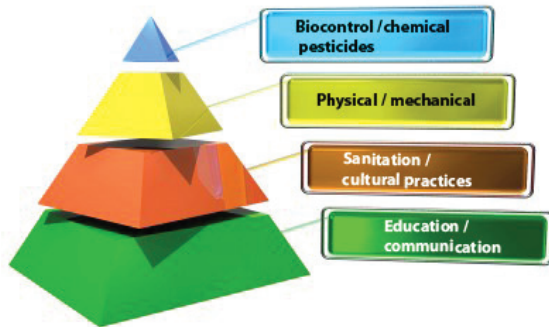 Biocontrol / chemical
pesticides
Physical / mechanical
Sanitation /
cultural practices
Education /
communication